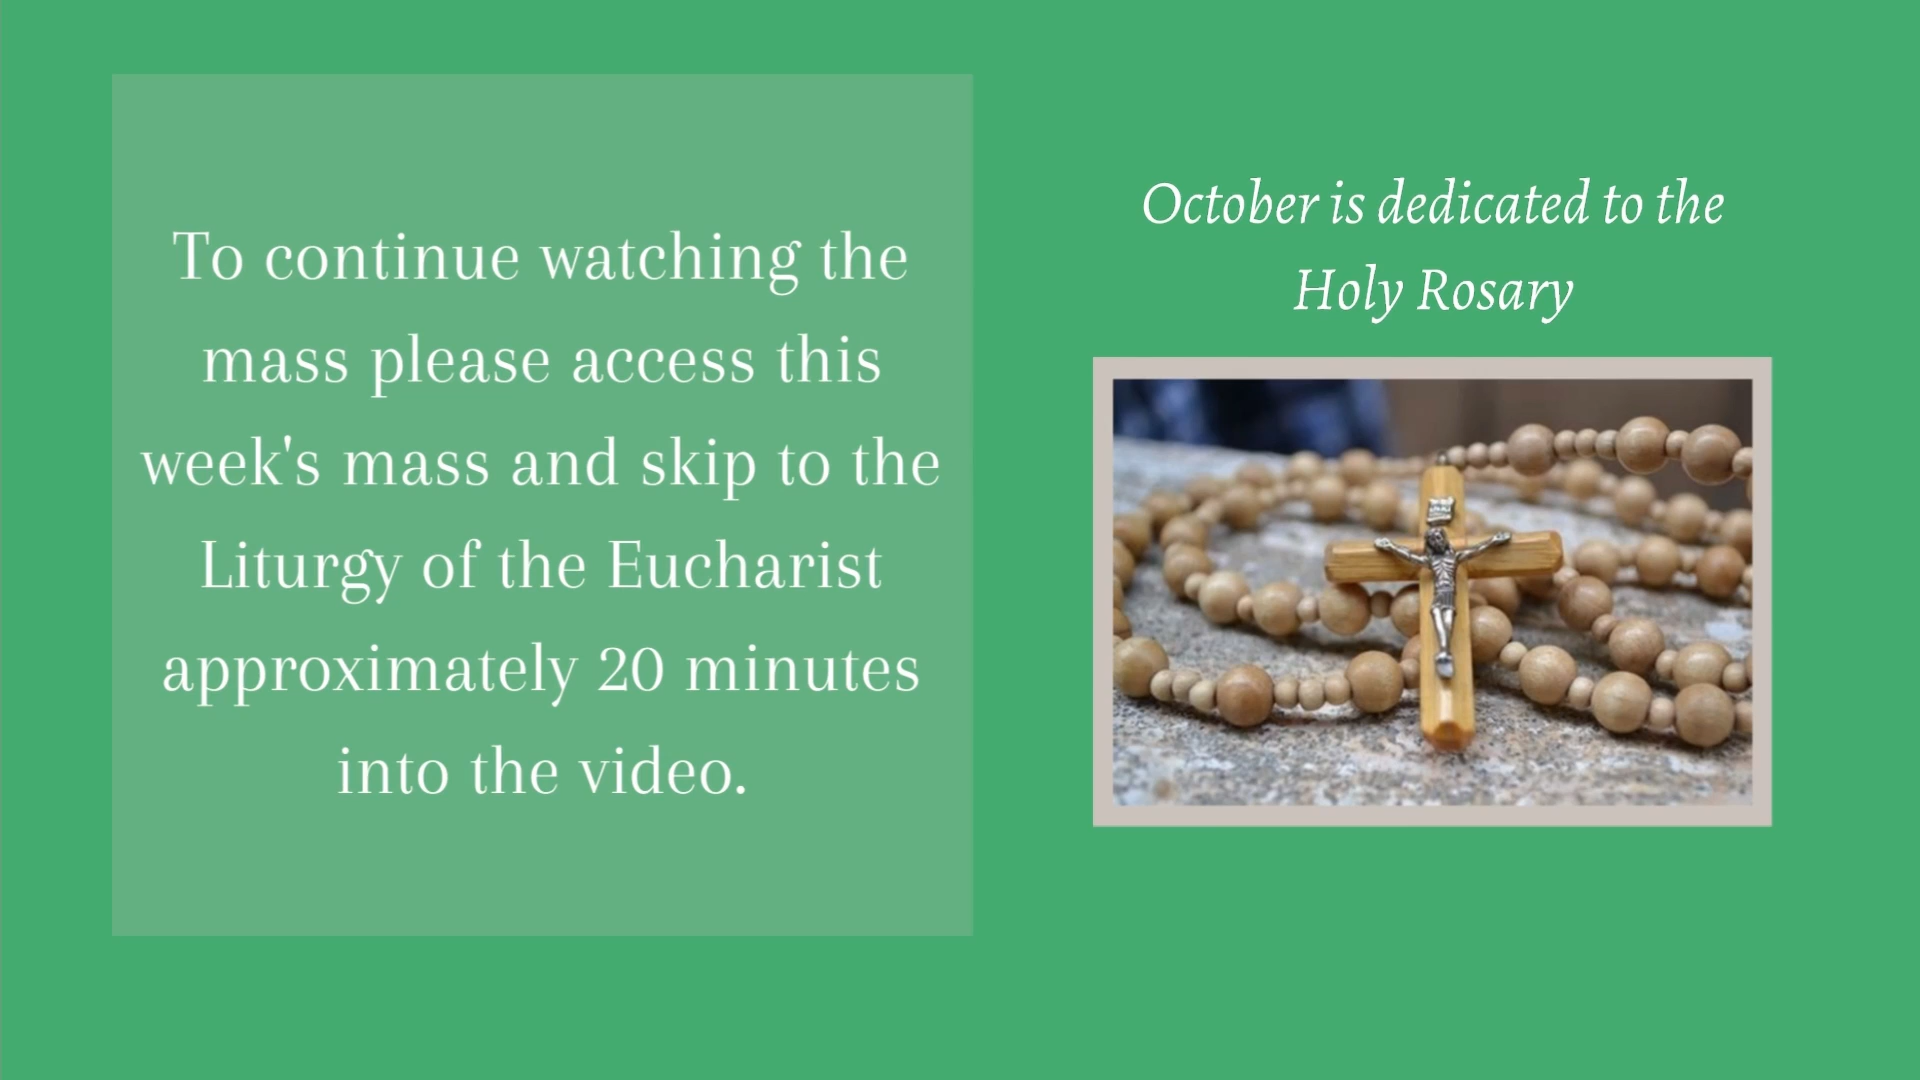 To continue watching the
mass please access this
week's mass and skip to the
Liturgy of the Eucharist
approximately 20 minutes
into the video.
October is dedicated to the
Holy Rosary